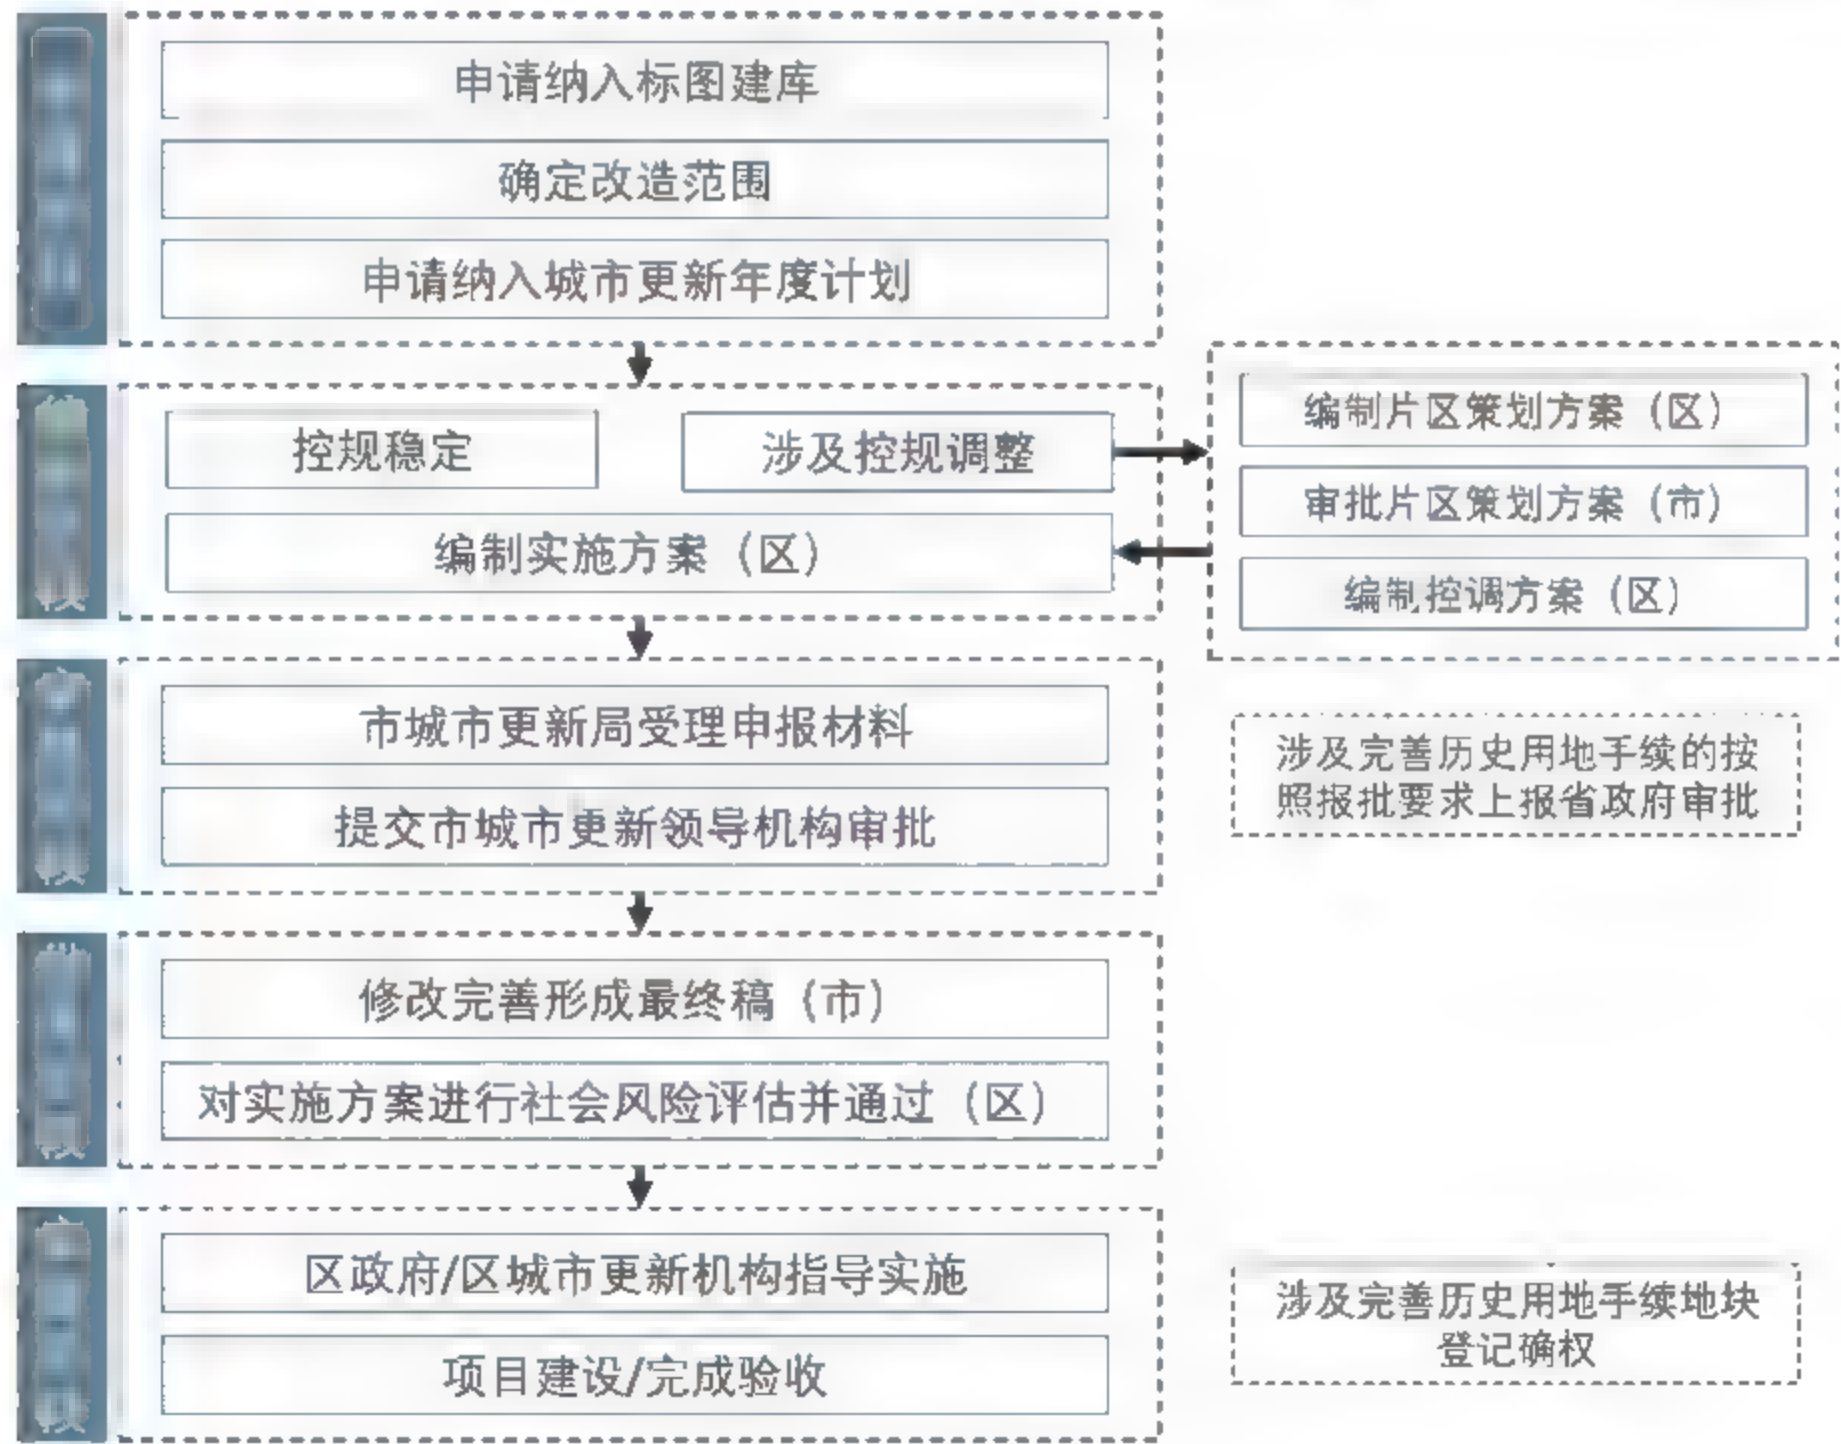 申请纳入标图建库
确定改造范围
申请纳入城市更新年度计划
控规稳定
涉及控规调整
编制实施方案（区）
编制片区策划方案（区）
审批片区策划方案（市）
编制控调方案（区）
市城市更新局受理申报材料
提交市城市更新领导机构审批
涉及完善历史用地手续的按
照报批要求上报省政府审批
修改完善形成最终稿（市）
对实施方案进行社会风险评估并通过（区）
区政府/区城市更新机构指导实施
项目建设/完成验收
涉及完善历史用地手续地块
登记确权